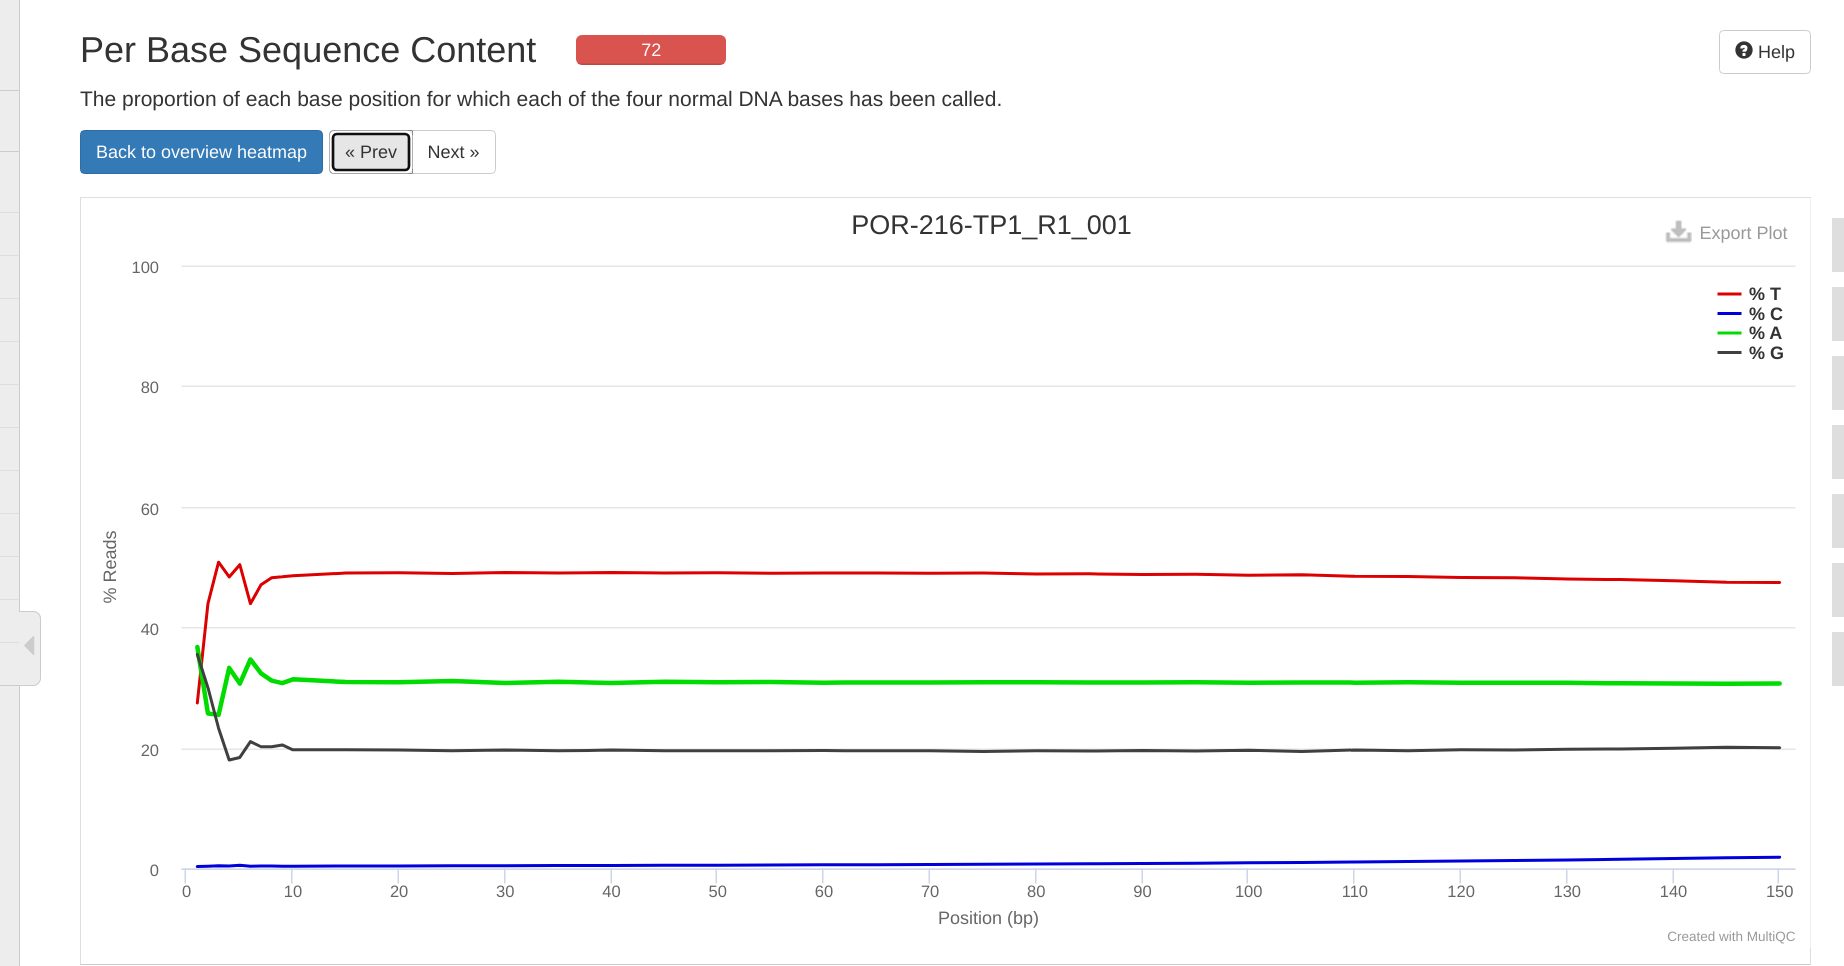 Per Base Sequence Content
72
Help
The proportion of each base position for which each of the four normal DNA bases has been called.
Back to overview heatmap
« Prev
Next »
POR-216-TP1_R1_001
Export Plot
% T
% C
% A
% G
100
80
60
40
20
0
% Reads
0 10 20 30 40 50 60 70 80 90 100 110 120 130 140 150
Position (bp)
Created with MultiQC